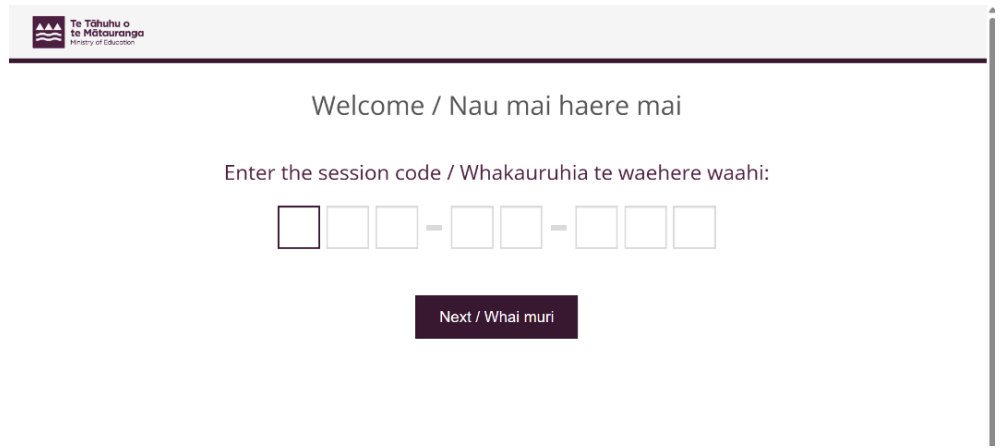 Te Tāhuhu o
te Mātauranga
Ministry of Education
Welcome / Nau mai haere mai
Enter the session code / Whakauruhia te waehere waahi:
Next / Whai muri